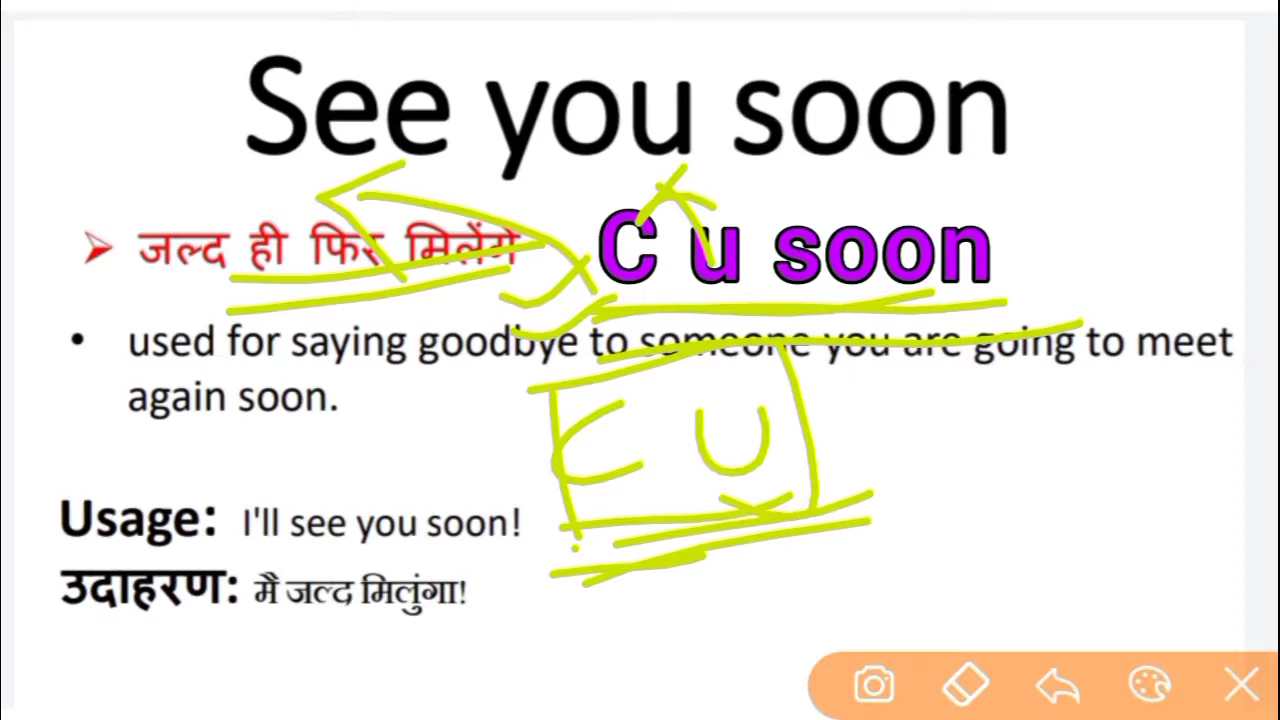 See you soon
जल्द ही फिर मिलेंगे C u soon
used for saying goodbye to someone you are going to meet
again soon.
C U
Usage: I'll see you soon!
उदाहरण: मै जल्द मिलुंगा!